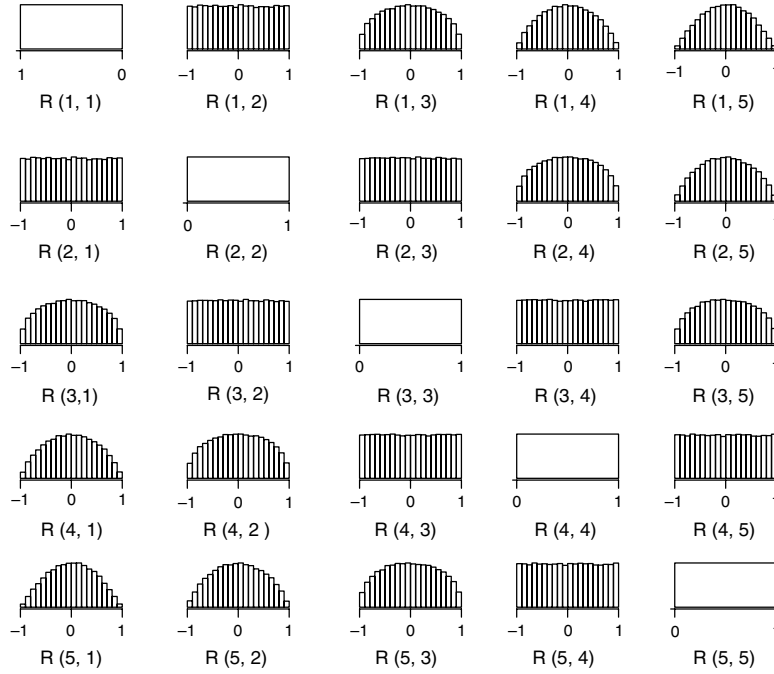 1 0 −1 0 1 −1 0 1 −1 0 1 −1 0 1
R (1, 1) R (1, 2) R (1, 3) R (1, 4) R (1, 5)
−1 0 1 0 1 −1 0 1 −1 0 1 −1 0 1
R (2, 1) R (2, 2) R (2, 3) R (2, 4) R (2, 5)
−1 0 1 −1 0 1 0 1 −1 0 1 −1 0 1
R (3,1) R (3, 2) R (3, 3) R (3, 4) R (3, 5)
−1 0 1 −1 0 1 −1 0 1 0 1 −1 0 1
R (4, 1) R (4, 2 ) R (4, 3) R (4, 4) R (4, 5)
−1 0 1 −1 0 1 −1 0 1 −1 0 1 0 1
R (5, 1) R (5, 2) R (5, 3) R (5, 4) R (5, 5)